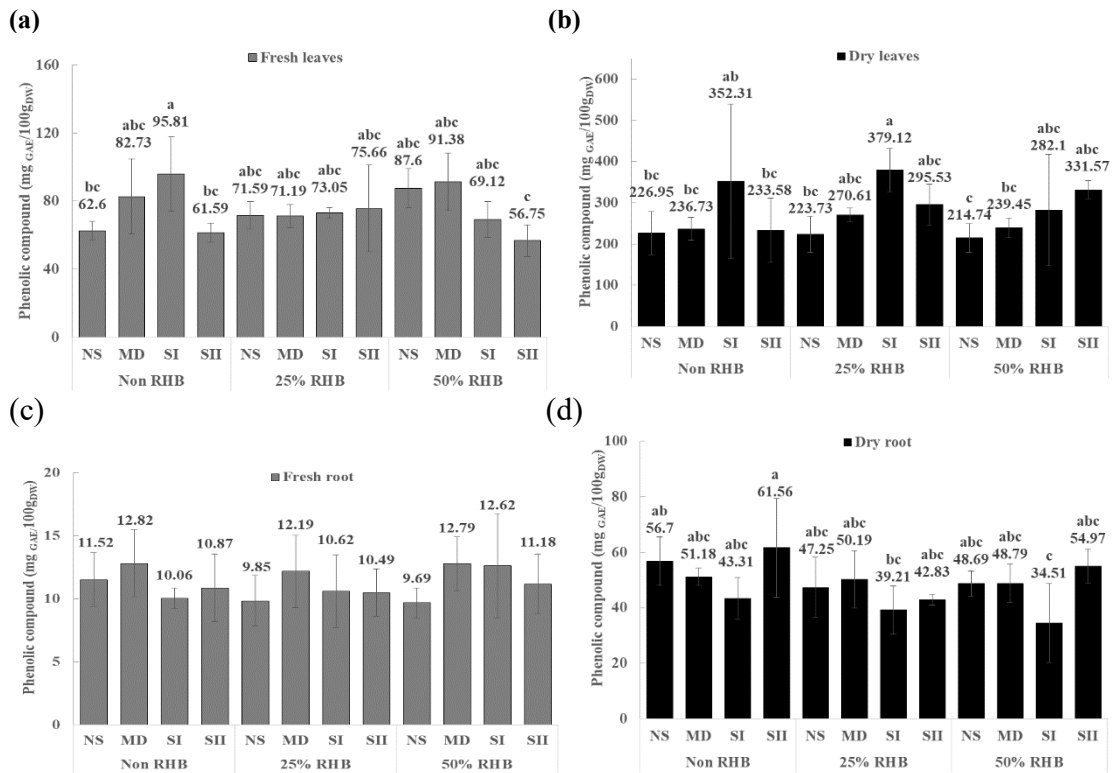 (a)
Fresh leaves
Phenolic compound (mg GAE/100gDW)
160
120
80
40
0
bc
62.6
abc
82.73
a
95.81
bc
61.59
abc
71.59
abc
71.19
abc
73.05
abc
75.66
abc
87.6
abc
91.38
abc
69.12
c
56.75
NS MD SI SII NS MD SI SII NS MD SI SII
Non RHB 25% RHB 50% RHB
(b)
Dry leaves
Phenolic compound (mg GAE/100gDW)
600
500
400
300
200
100
0
bc
226.95
bc
236.73
ab
352.31
bc
233.58
bc
223.73
abc
270.61
a
379.12
abc
295.53
c
214.74
bc
239.45
abc
282.1
abc
331.57
NS MD SI SII NS MD SI SII NS MD SI SII
Non RHB 25% RHB 50% RHB
(c)
Fresh root
Phenolic compound (mg GAE/100gDW)
20
15
10
5
0
11.52
12.82
10.06
10.87
9.85
12.19
10.62
10.49
9.69
12.79
12.62
11.18
NS MD SI SII NS MD SI SII NS MD SI SII
Non RHB 25% RHB 50% RHB
(d)
Dry root
Phenolic compound (mg GAE/100gDW)
100
80
60
40
20
0
ab
56.7
abc
51.18
abc
43.31
a
61.56
abc
47.25
abc
50.19
bc
39.21
abc
42.83
abc
48.69
abc
48.79
c
34.51
abc
54.97
NS MD SI SII NS MD SI SII NS MD SI SII
Non RHB 25% RHB 50% RHB